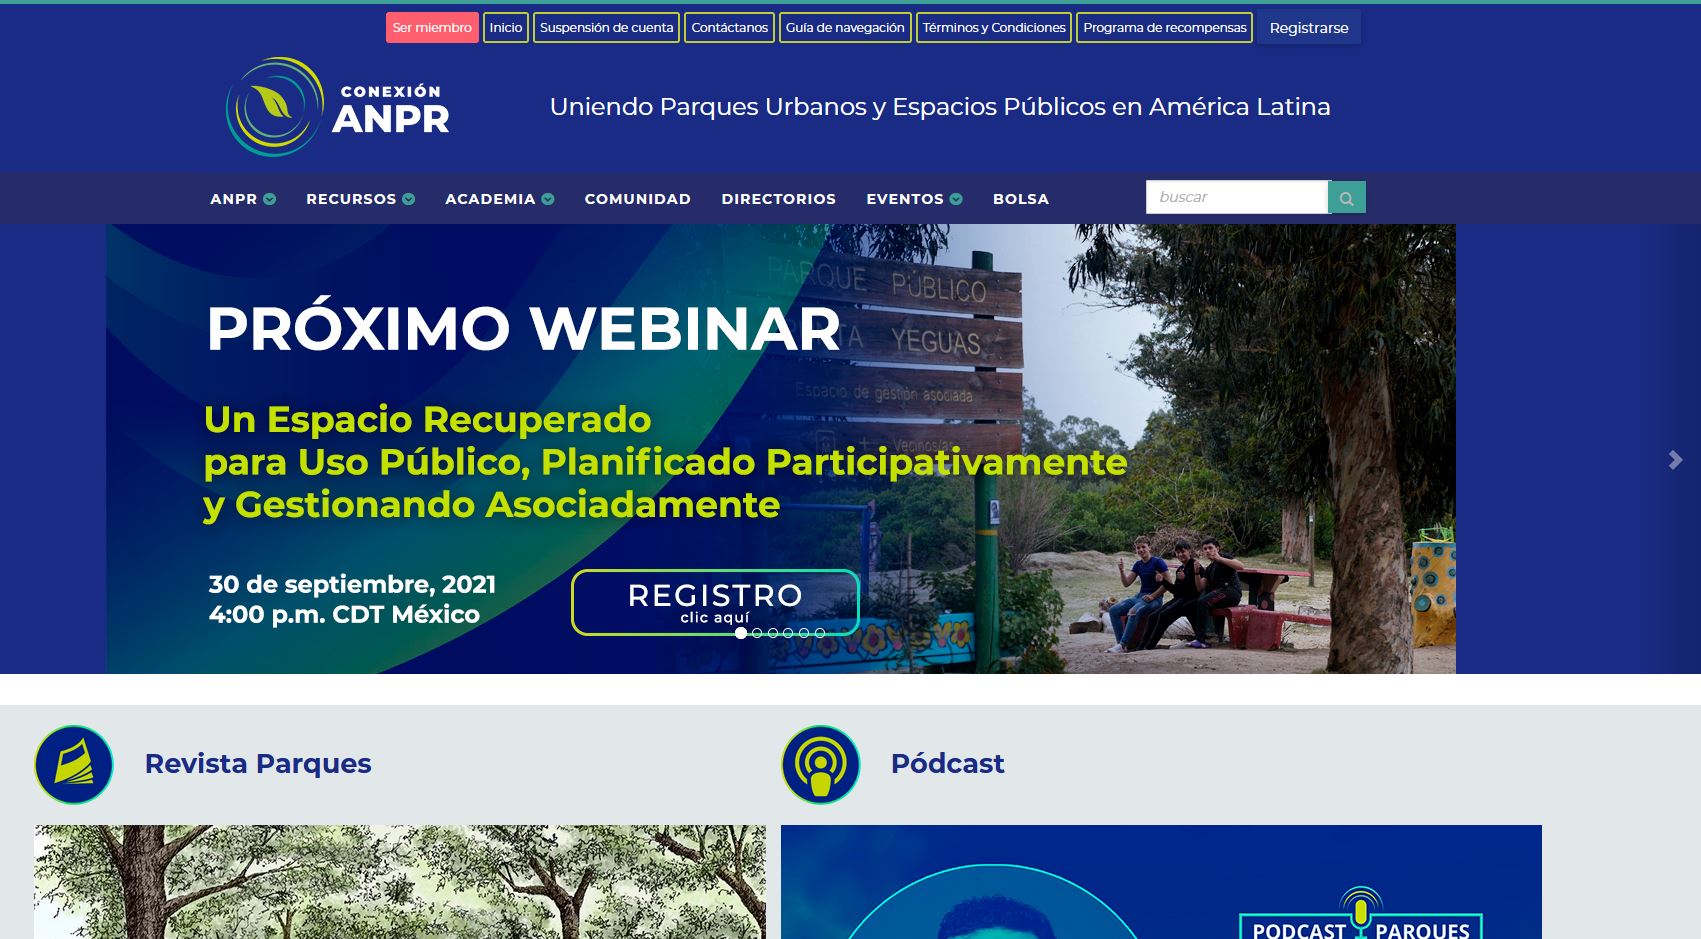 Ser miembro
Inicio
Suspensión de cuenta
Contáctanos
Guía de navegación
Términos y Condiciones
Programa de recompensas
Registrarse
CONEXIÓN
ANPR
Uniendo Parques Urbanos y Espacios Públicos en América Latina
ANPR
RECURSOS
ACADEMIA
COMUNIDAD
DIRECTORIOS
EVENTOS
BOLSA
buscar
PARQUE PÚBLICO
YEGUAS
Espacio de gestión asociada
Vecinos/as
PRÓXIMO WEBINAR
Un Espacio Recuperado
para Uso Público, Planificado Participativamente
y Gestionando Asociadamente
30 de septiembre, 2021
4:00 p.m. CDT México
REGISTRO
clic aquí
Revista Parques
Pódcast
PODCAST PARQUES